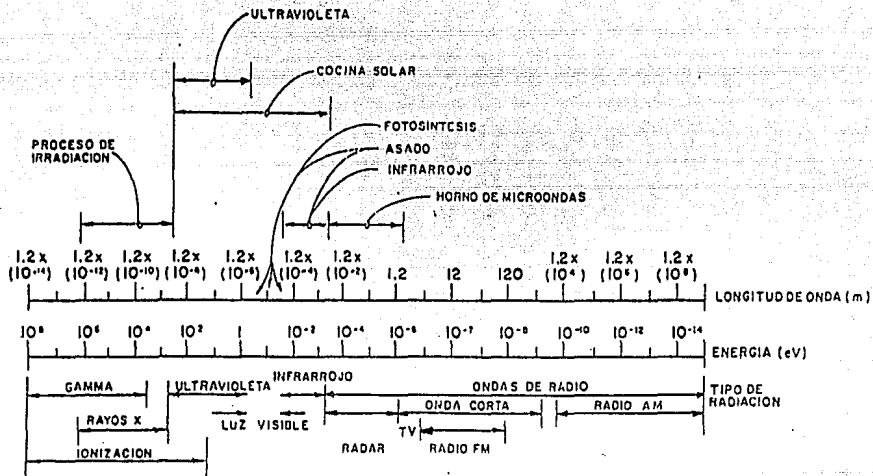 ULTRAVIOLETA
COCINA SOLAR
FOTOSINTESIS
PROCESO DE
IRRADIACION
ASADO
INFRARROJO
HORNO DE MICROONDAS
1.2 x 1.2 x 1.2 x 1.2 x 1.2 x 1.2 x 1.2 x 1.2 12 120 1.2 x 1.2 x 1.2 x
(10⁻¹⁴) (10⁻¹²) (10⁻¹⁰) (10⁻⁸) (10⁻⁶) (10⁻⁴) (10⁻²) (10⁴) (10⁶) (10⁸)
LONGITUD DE ONDA (m)
10⁸ 10⁶ 10⁴ 10² 1 10⁻² 10⁻⁴ 10⁻⁶ 10⁻⁷ 10⁻⁸ 10⁻¹⁰ 10⁻¹² 10⁻¹⁴
ENERGIA (eV)
GAMMA ULTRAVIOLETA INFRARROJO ONDAS DE RADIO TIPO DE
RADIACION
RAYOS X LUZ VISIBLE ONDA CORTA RADIO AM
IONIZACION RADAR TV RADIO FM